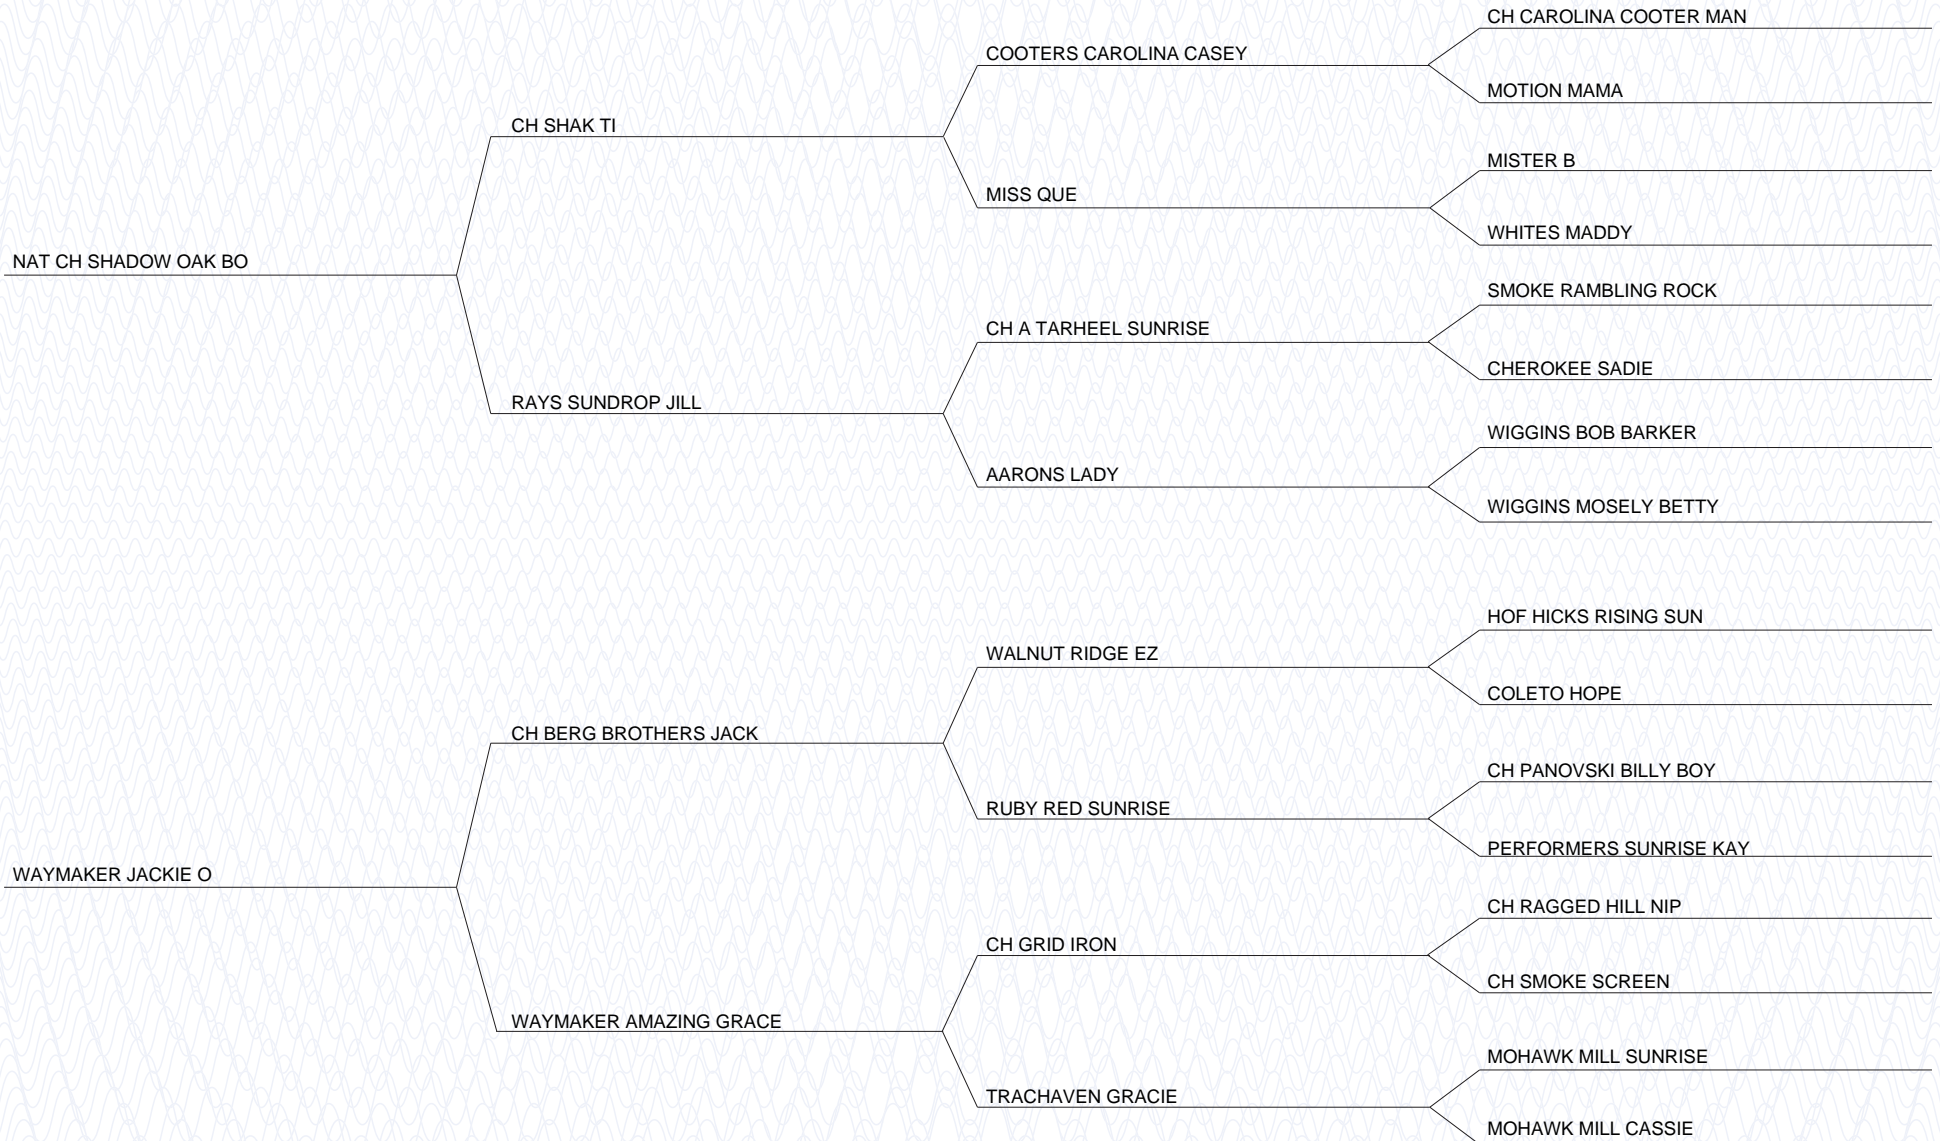 CH CAROLINA COOTER MAN
COOTERS CAROLINA CASEY
MOTION MAMA
CH SHAK TI
MISTER B
MISS QUE
WHITES MADDY
NAT CH SHADOW OAK BO
SMOKE RAMBLING ROCK
CH A TARHEEL SUNRISE
CHEROKEE SADIE
RAYS SUNDROP JILL
WIGGINS BOB BARKER
AARONS LADY
WIGGINS MOSELY BETTY
HOF HICKS RISING SUN
WALNUT RIDGE EZ
COLETO HOPE
CH BERG BROTHERS JACK
CH PANOVSKI BILLY BOY
RUBY RED SUNRISE
PERFORMERS SUNRISE KAY
WAYMAKER JACKIE O
CH RAGGED HILL NIP
CH GRID IRON
CH SMOKE SCREEN
WAYMAKER AMAZING GRACE
MOHAWK MILL SUNRISE
TRACHAVEN GRACIE
MOHAWK MILL CASSIE